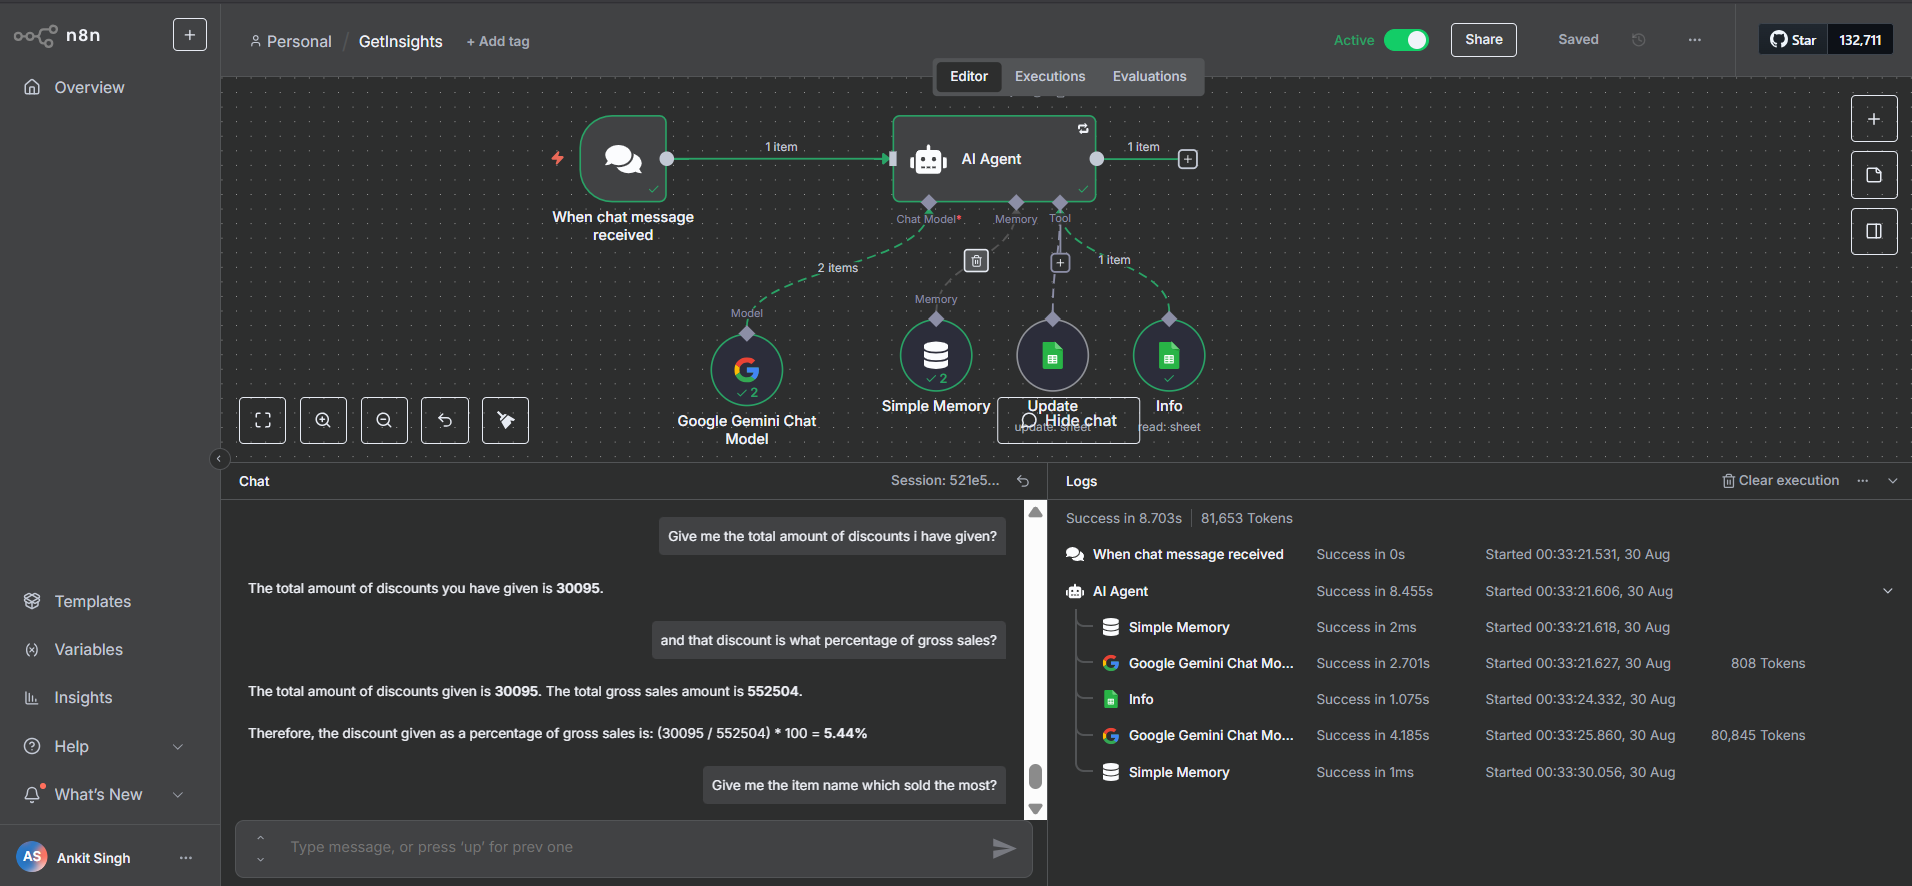 n8n
+
Personal / GetInsights + Add tag
Active
Share
Saved
...
Star 132,711
Overview
Editor Executions Evaluations
1 item
AI Agent
1 item
When chat message
received
Chat Model*
Memory
Tool
2 items
1 item
Memory
Model
2
2
Simple Memory
Update
Info
Google Gemini Chat
Model
update: sheet
Hide chat
read: sheet
Templates
Variables
Insights
Help
What's New
AS Ankit Singh ...
Chat
Session: 521e5...
Give me the total amount of discounts i have given?
The total amount of discounts you have given is 30095.
and that discount is what percentage of gross sales?
The total amount of discounts given is 30095. The total gross sales amount is 552504.
Therefore, the discount given as a percentage of gross sales is: (30095 / 552504) * 100 = 5.44%
Give me the item name which sold the most?
Type message, or press 'up' for prev one
Logs
Clear execution ...
Success in 8.703s | 81,653 Tokens
When chat message received Success in 0s Started 00:33:21.531, 30 Aug
AI Agent Success in 8.455s Started 00:33:21.606, 30 Aug
Simple Memory Success in 2ms Started 00:33:21.618, 30 Aug
Google Gemini Chat Mo... Success in 2.701s Started 00:33:21.627, 30 Aug 808 Tokens
Info Success in 1.075s Started 00:33:24.332, 30 Aug
Google Gemini Chat Mo... Success in 4.185s Started 00:33:25.860, 30 Aug 80,845 Tokens
Simple Memory Success in 1ms Started 00:33:30.056, 30 Aug